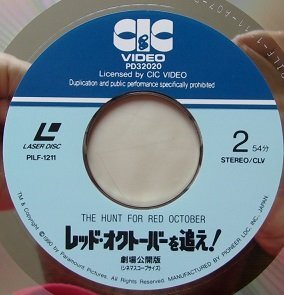 CIC
&
VIDEO
PD32020
Licensed by CIC VIDEO
Duplication and public performance specifically prohibited
LASER DISC
PILF-1211
2 54分
STEREO/CLV
THE HUNT FOR RED OCTOBER
レッド・オクトーバーを追え!
劇場公開版
(シネマスコープサイズ)
TM & Copyright © 1990 by Paramount Pictures. All Rights Reserved. MANUFACTURED BY PIONEER LDC, INC. JAPAN